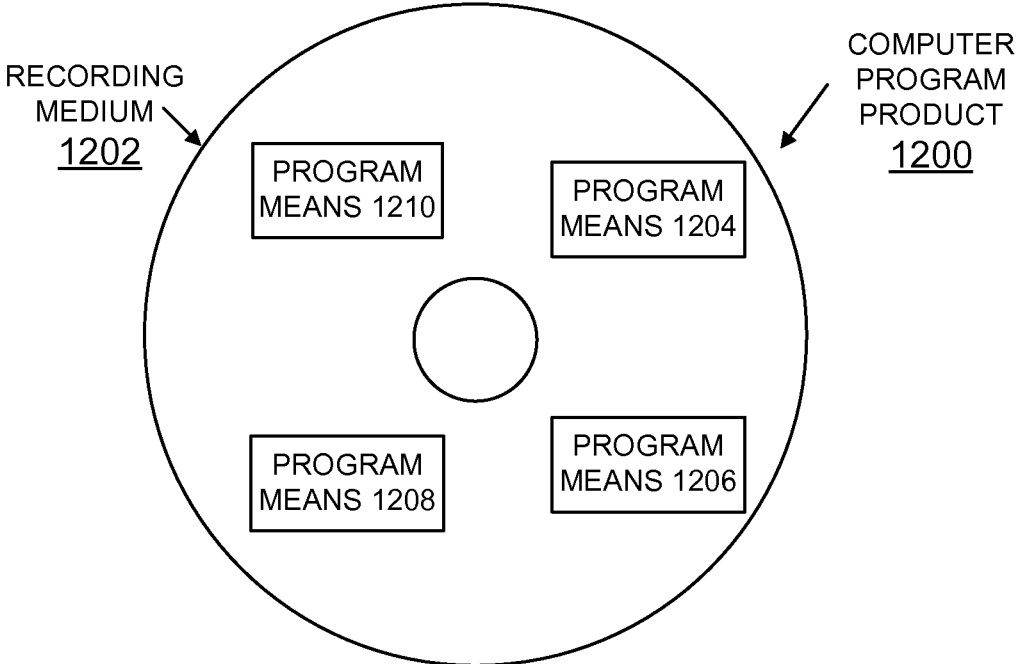 RECORDING
MEDIUM
1202
COMPUTER
PROGRAM
PRODUCT
1200
PROGRAM
MEANS 1210
PROGRAM
MEANS 1204
PROGRAM
MEANS 1208
PROGRAM
MEANS 1206